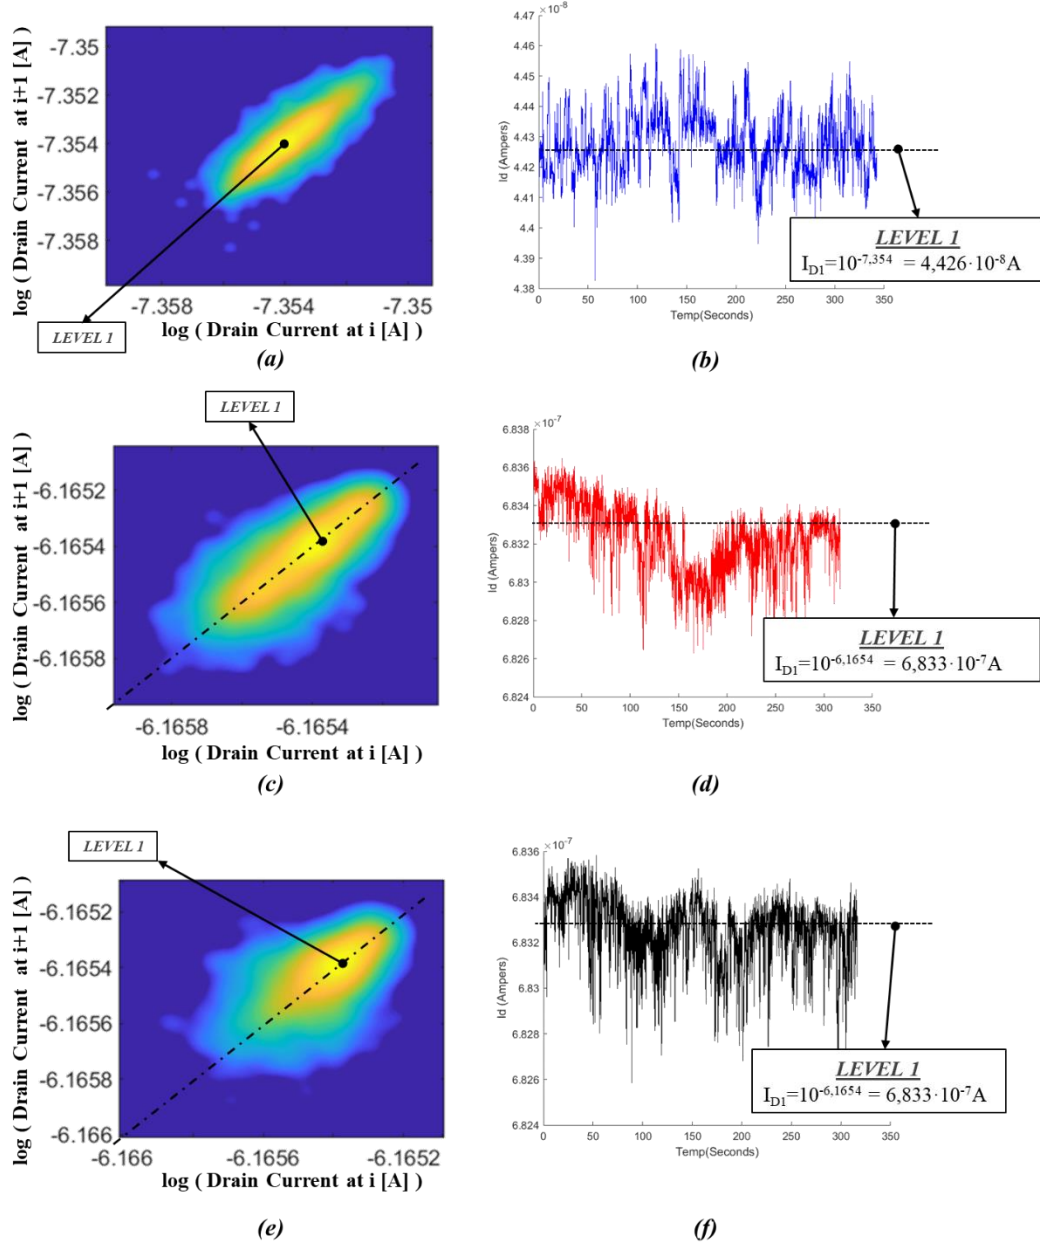 log ( Drain Current at i+1 [A] )
-7.35
-7.352
-7.354
-7.356
-7.358
-7.358
-7.354
-7.35
log ( Drain Current at i [A] )
LEVEL 1
(a)
×10⁻⁸
4.47
4.46
4.45
4.44
4.43
4.42
4.41
4.4
4.39
4.38
Id (Ampers)
0
50
100
150
200
250
300
350
Temp(Seconds)
LEVEL 1
I_D1=10^-7,354 = 4,426·10^-8A
(b)
LEVEL 1
log ( Drain Current at i+1 [A] )
-6.1652
-6.1654
-6.1656
-6.1658
-6.1658
-6.1654
log ( Drain Current at i [A] )
(c)
×10⁻⁷
6.838
6.836
6.834
6.832
6.83
6.828
6.826
6.824
Id (Ampers)
0
50
100
150
200
250
300
350
Temp(Seconds)
LEVEL 1
I_D1=10^-6,1654 = 6,833·10^-7A
(d)
LEVEL 1
log ( Drain Current at i+1 [A] )
-6.1652
-6.1654
-6.1656
-6.1658
-6.166
-6.166
-6.1656
-6.1652
log ( Drain Current at i [A] )
(e)
×10⁻⁷
6.836
6.834
6.832
6.83
6.828
6.826
6.824
Id (Ampers)
0
50
100
150
200
250
300
350
Temp(Seconds)
LEVEL 1
I_D1=10^-6,1654 = 6,833·10^-7A
(f)